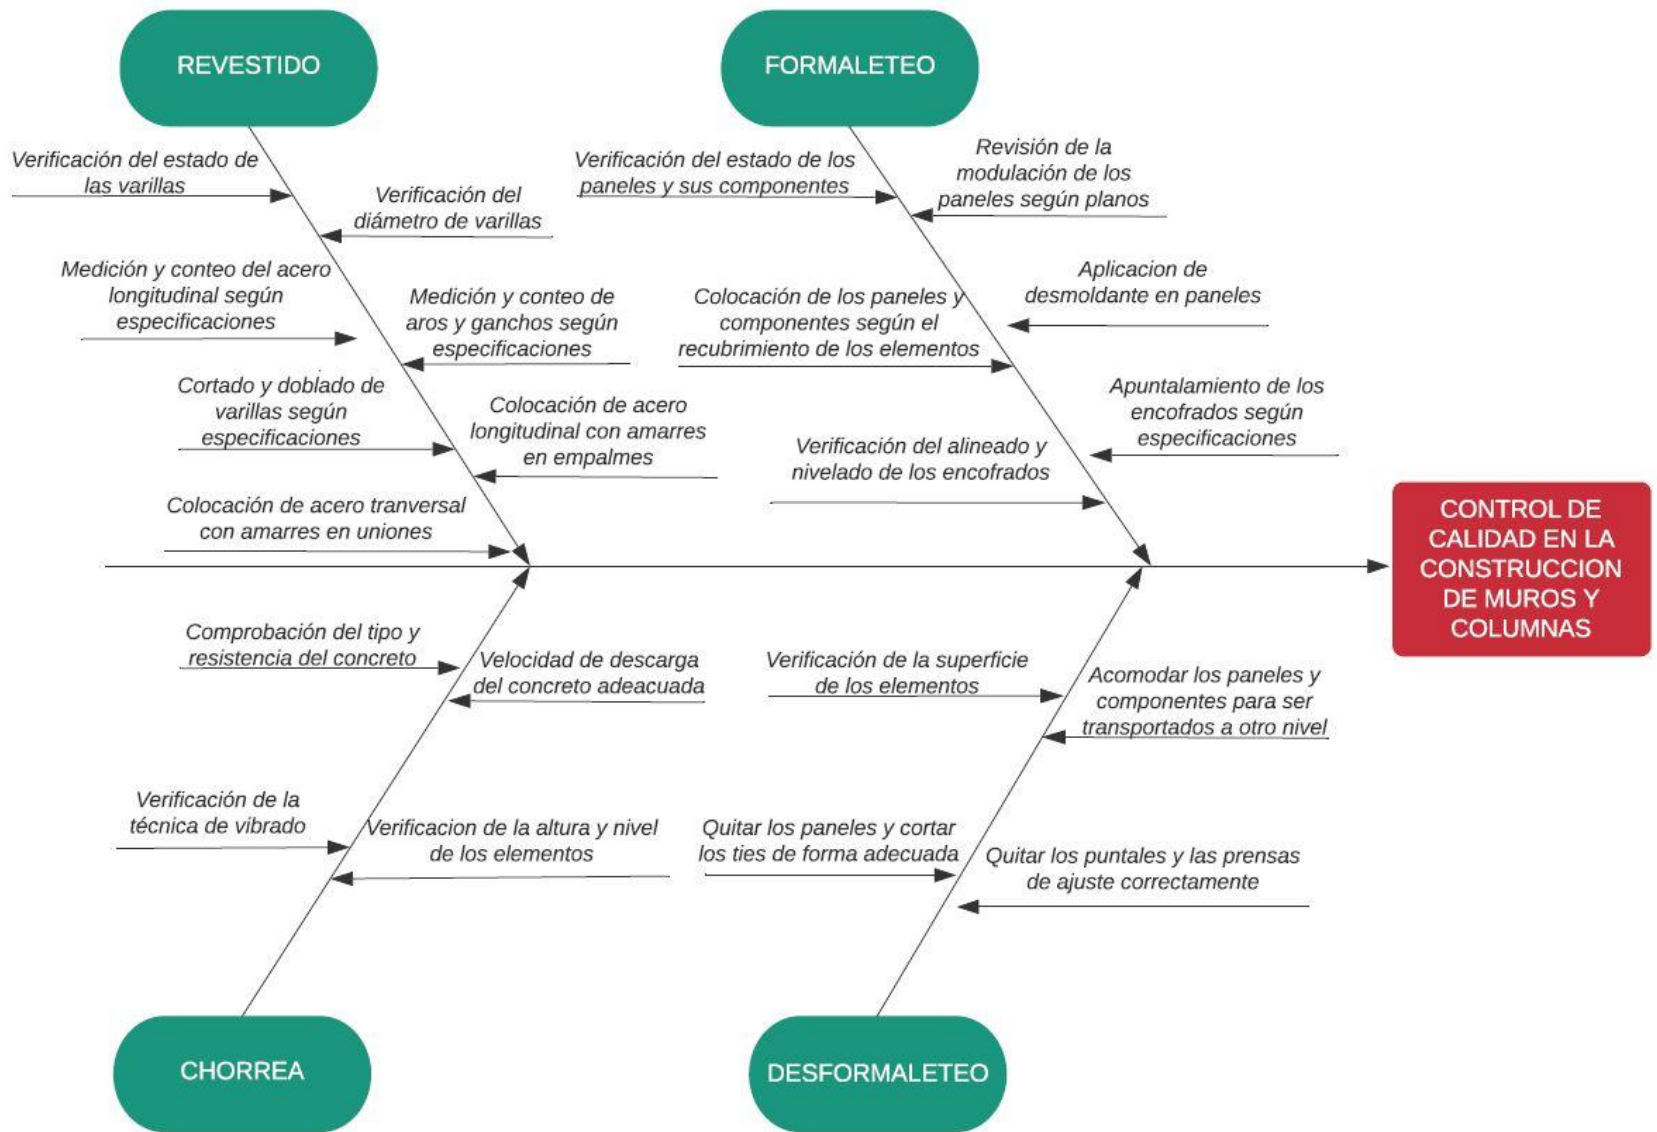 REVESTIDO
FORMALETEO
Verificación del estado de
las varillas
Verificación del
diámetro de varillas
Medición y conteo del acero
longitudinal según
especificaciones
Medición y conteo de
aros y ganchos según
especificaciones
Cortado y doblado de
varillas según
especificaciones
Colocación de acero
longitudinal con amarres
en empalmes
Colocación de acero tranversal
con amarres en uniones
Verificación del estado de los
paneles y sus componentes
Revisión de la
modulación de los
paneles según planos
Aplicacion de
desmoldante en paneles
Colocación de los paneles y
componentes según el
recubrimiento de los elementos
Apuntalamiento de los
encofrados según
especificaciones
Verificación del alineado y
nivelado de los encofrados
CONTROL DE
CALIDAD EN LA
CONSTRUCCION
DE MUROS Y
COLUMNAS
Comprobación del tipo y
resistencia del concreto
Velocidad de descarga
del concreto adeacuada
Verificación de la
técnica de vibrado
Verificacion de la altura y nivel
de los elementos
Verificación de la superficie
de los elementos
Acomodar los paneles y
componentes para ser
transportados a otro nivel
Quitar los paneles y cortar
los ties de forma adecuada
Quitar los puntales y las prensas
de ajuste correctamente
CHORREA
DESFORMALETEO